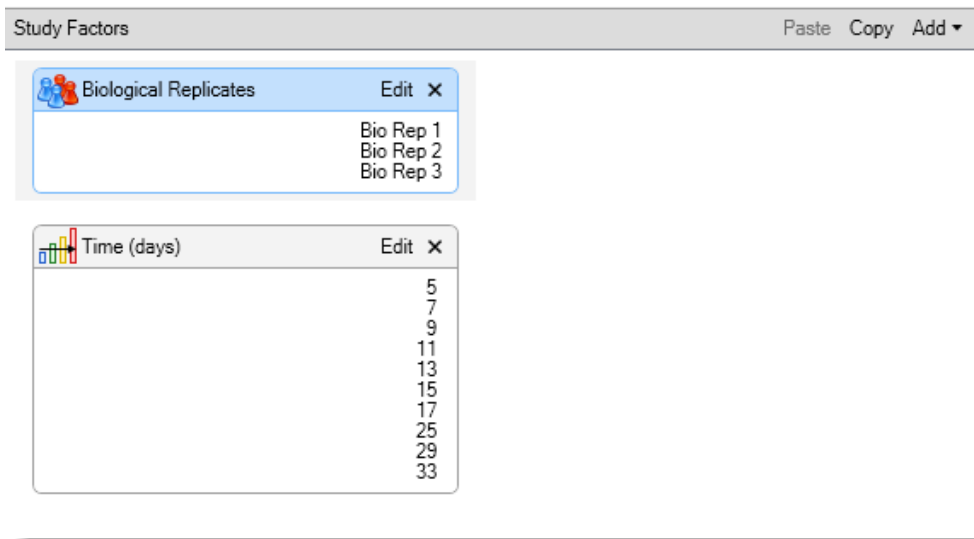 Study Factors Paste Copy Add
Biological Replicates Edit ×
Bio Rep 1
Bio Rep 2
Bio Rep 3
Time (days) Edit ×
5
7
9
11
13
15
17
25
29
33